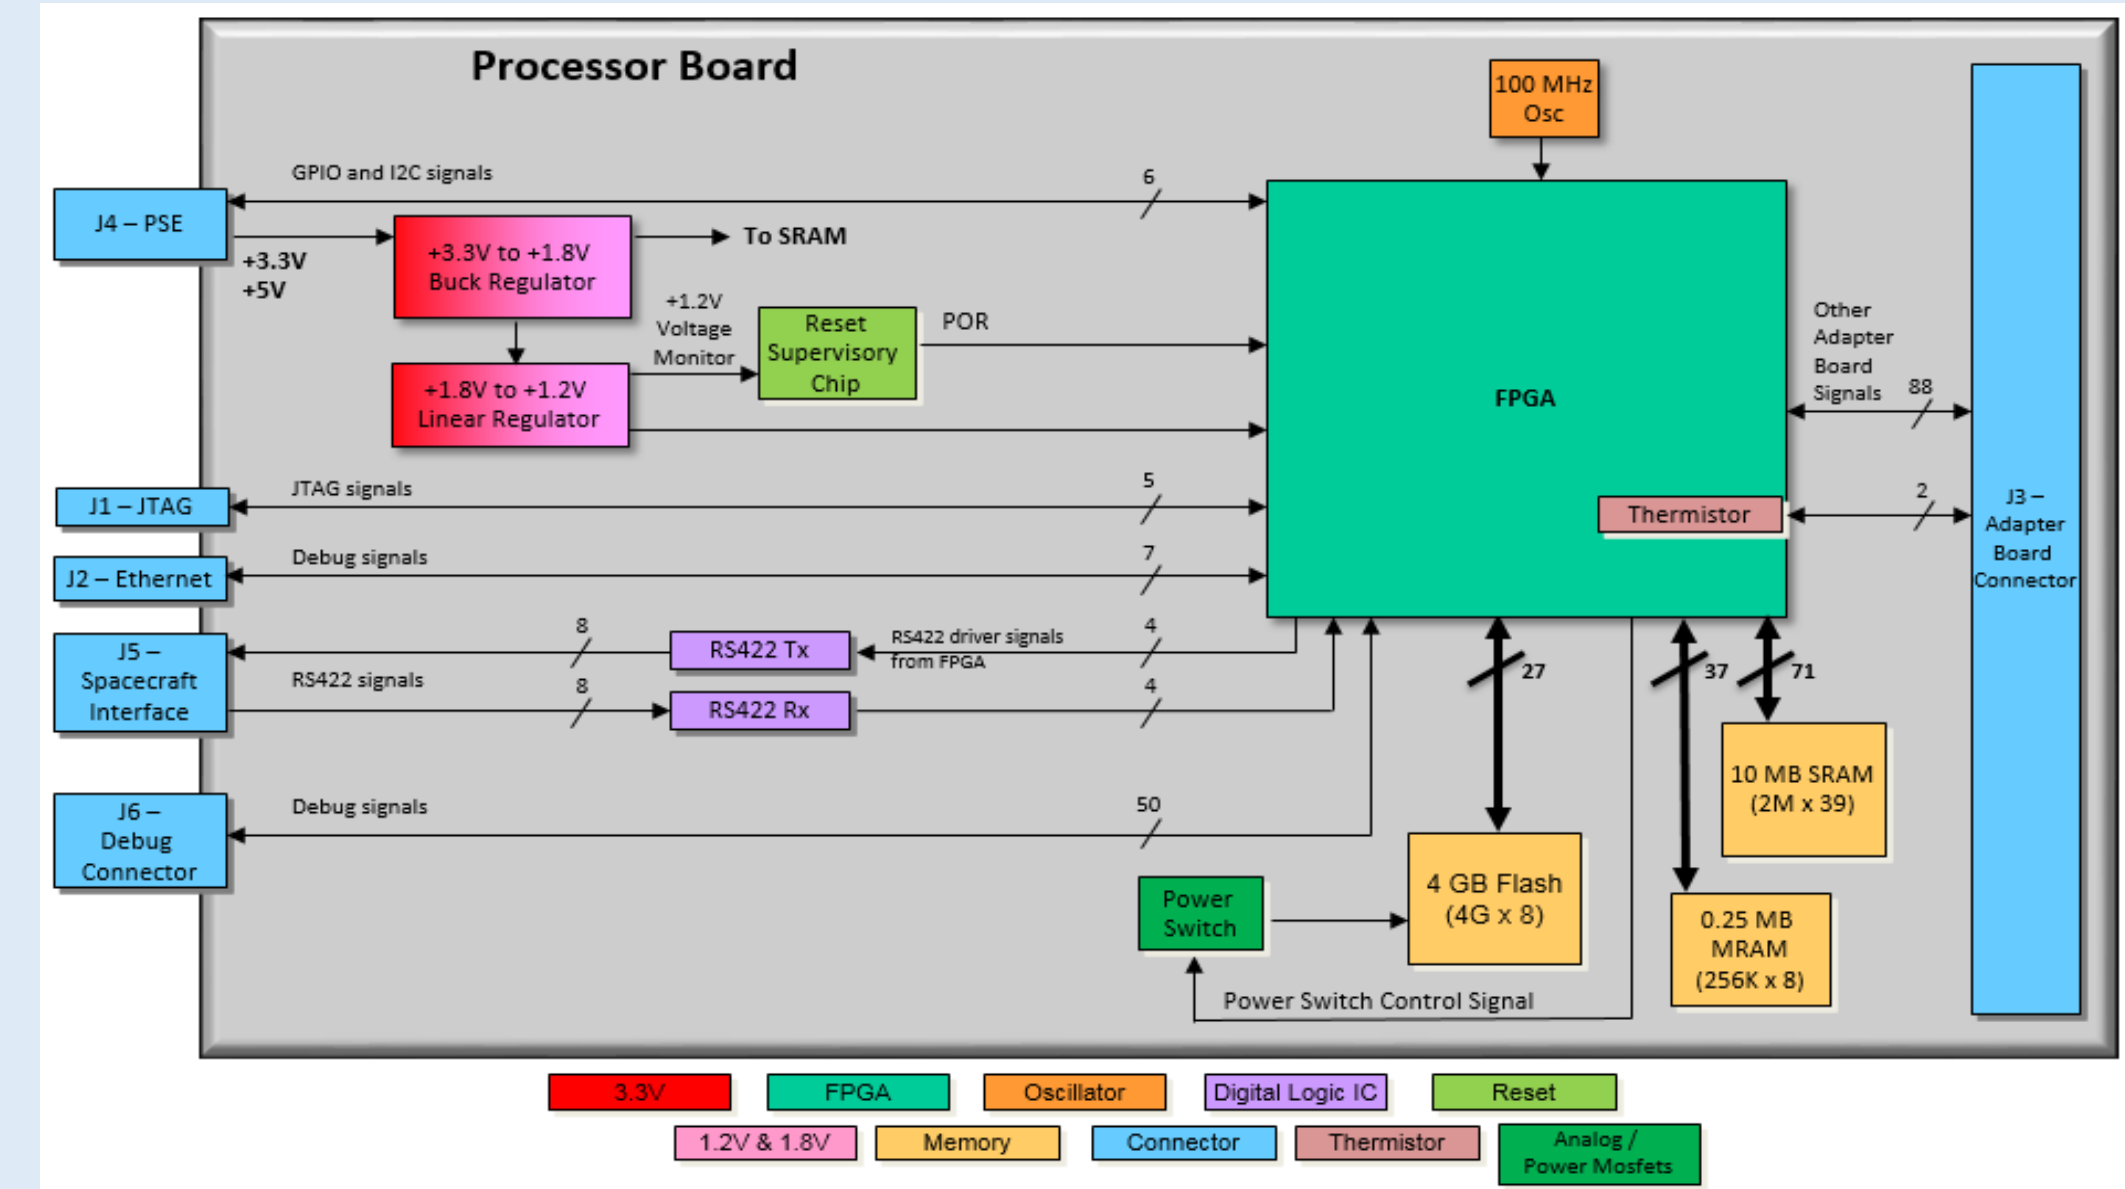 Processor Board
100 MHz
Osc
GPIO and I2C signals
6
J4 – PSE
+3.3V
+5V
+3.3V to +1.8V
Buck Regulator
To SRAM
+1.2V
Voltage
Monitor
Reset
Supervisory
Chip
POR
+1.8V to +1.2V
Linear Regulator
FPGA
Other
Adapter
Board
Signals
88
J1 – JTAG
JTAG signals
5
Thermistor
2
J3 –
Adapter
Board
Connector
J2 – Ethernet
Debug signals
7
J5 –
Spacecraft
Interface
8
RS422 Tx
RS422 driver signals
from FPGA
4
RS422 signals
8
RS422 Rx
4
27
37
71
10 MB SRAM
(2M x 39)
J6 –
Debug
Connector
Debug signals
50
Power
Switch
4 GB Flash
(4G x 8)
0.25 MB
MRAM
(256K x 8)
Power Switch Control Signal
3.3V
FPGA
Oscillator
Digital Logic IC
Reset
1.2V & 1.8V
Memory
Connector
Thermistor
Analog /
Power Mosfets